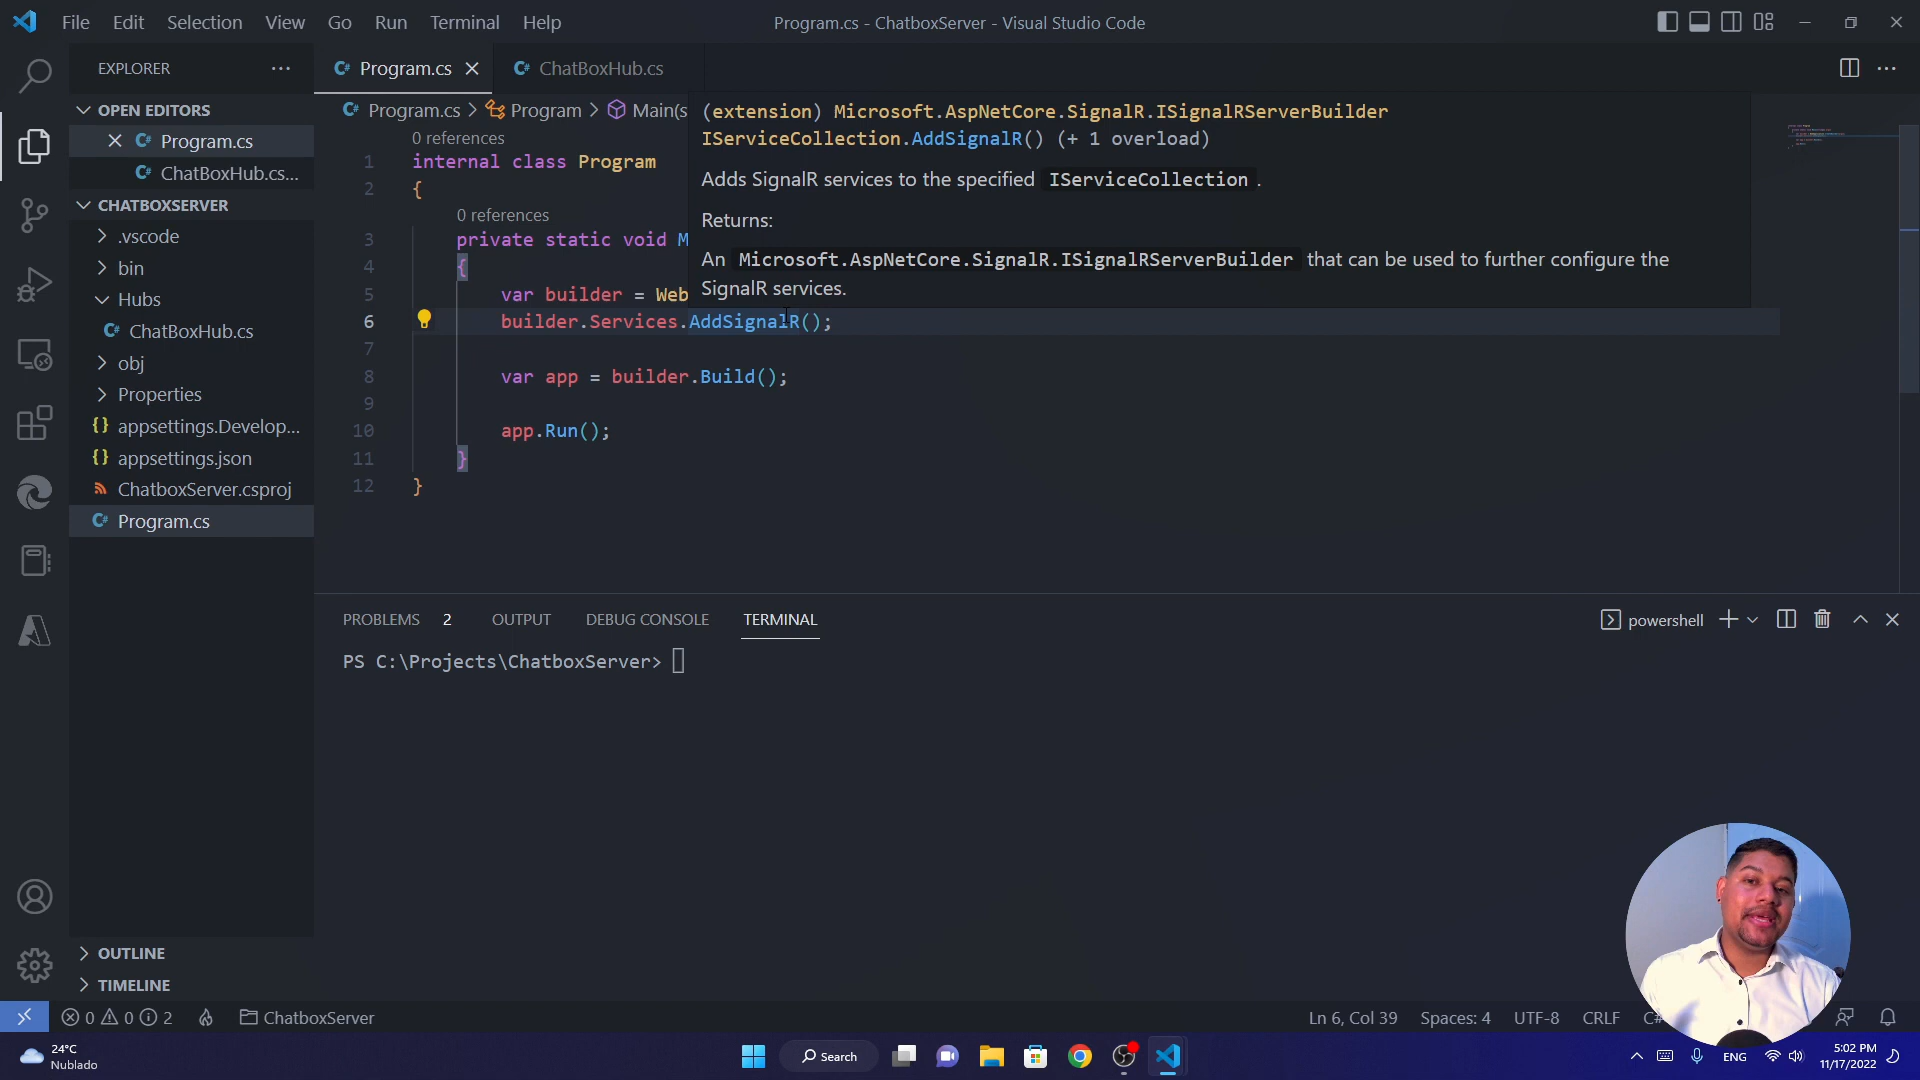 File Edit Selection View Go Run Terminal Help
Program.cs - ChatboxServer - Visual Studio Code
EXPLORER
OPEN EDITORS
Program.cs
ChatBoxHub.cs...
CHATBOXSERVER
.vscode
bin
Hubs
ChatBoxHub.cs
obj
Properties
appsettings.Develop...
appsettings.json
ChatboxServer.csproj
Program.cs
OUTLINE
TIMELINE
Program.cs
ChatBoxHub.cs
Program.cs > Program > Main(s
(extension) Microsoft.AspNetCore.SignalR.ISignalRServerBuilder
IServiceCollection.AddSignalR() (+ 1 overload)
Adds SignalR services to the specified IServiceCollection.
Returns:
An Microsoft.AspNetCore.SignalR.ISignalRServerBuilder that can be used to further configure the
SignalR services.
0 references
1 internal class Program
2 {
0 references
3 private static void M
4 {
5 var builder = Web
6 builder.Services.AddSignalR();
7
8 var app = builder.Build();
9
10 app.Run();
11 }
12 }
PROBLEMS 2 OUTPUT DEBUG CONSOLE TERMINAL
powershell
PS C:\Projects\ChatboxServer>
0 0 2 ChatboxServer
Ln 6, Col 39 Spaces: 4 UTF-8 CRLF C#
24°C
Nublado
Search
ENG
5:02 PM
11/17/2022